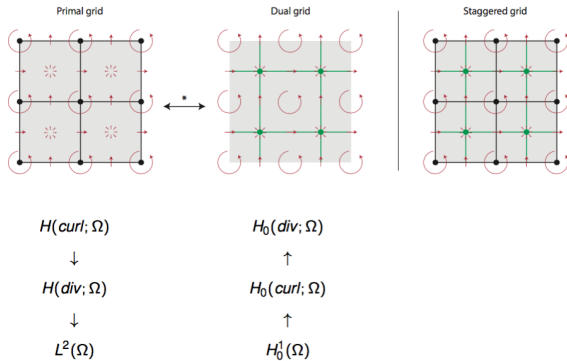 Primal grid Dual grid Staggered grid
*
H(curl; Ω) H₀(div; Ω)
↓ ↑
H(div; Ω) H₀(curl; Ω)
↓ ↑
L²(Ω) H₀¹(Ω)